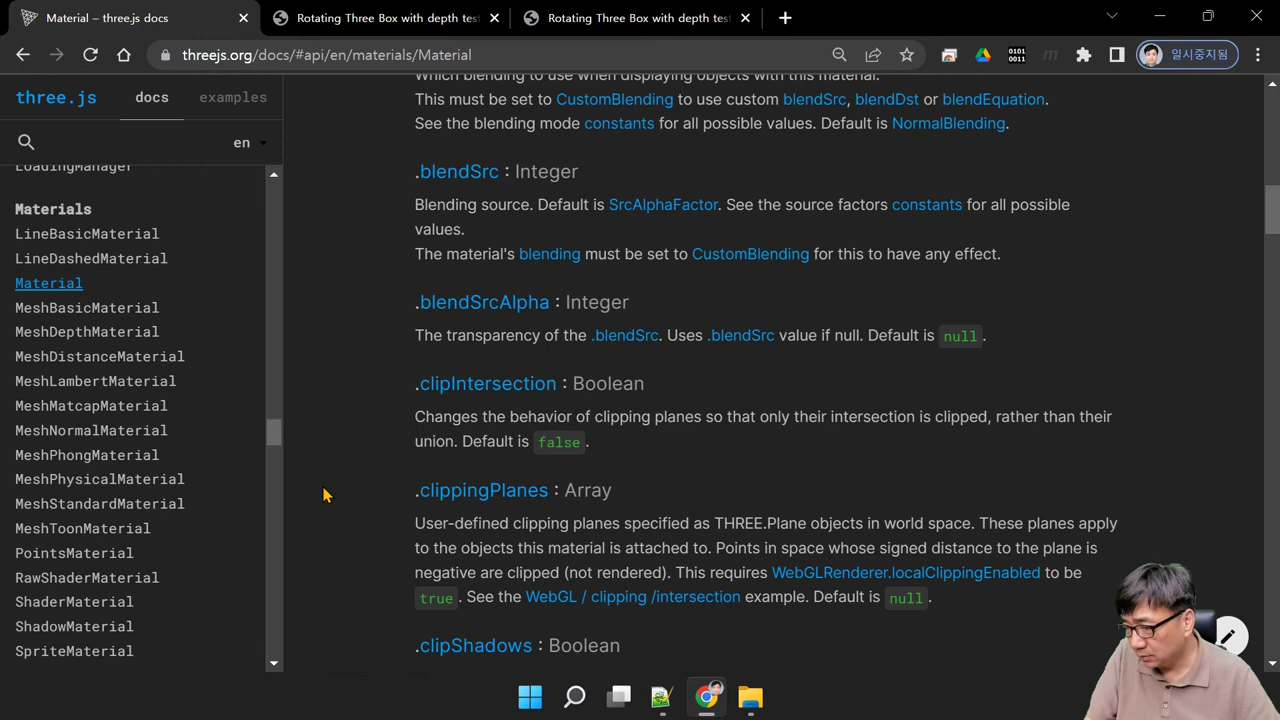 Material – three.js docs
Rotating Three Box with depth test
Rotating Three Box with depth test
threejs.org/docs/#api/en/materials/Material
0101
0011
m
일시중지됨
three.js
docs
examples
en
LoadingManager
Materials
LineBasicMaterial
LineDashedMaterial
Material
MeshBasicMaterial
MeshDepthMaterial
MeshDistanceMaterial
MeshLambertMaterial
MeshMatcapMaterial
MeshNormalMaterial
MeshPhongMaterial
MeshPhysicalMaterial
MeshStandardMaterial
MeshToonMaterial
PointsMaterial
RawShaderMaterial
ShaderMaterial
ShadowMaterial
SpriteMaterial
Which blending to use when displaying objects with this material.
This must be set to CustomBlending to use custom blendSrc, blendDst or blendEquation.
See the blending mode constants for all possible values. Default is NormalBlending.
.blendSrc : Integer
Blending source. Default is SrcAlphaFactor. See the source factors constants for all possible
values.
The material's blending must be set to CustomBlending for this to have any effect.
.blendSrcAlpha : Integer
The transparency of the .blendSrc. Uses .blendSrc value if null. Default is null.
.clipIntersection : Boolean
Changes the behavior of clipping planes so that only their intersection is clipped, rather than their
union. Default is false.
.clippingPlanes : Array
User-defined clipping planes specified as THREE.Plane objects in world space. These planes apply
to the objects this material is attached to. Points in space whose signed distance to the plane is
negative are clipped (not rendered). This requires WebGLRenderer.localClippingEnabled to be
true. See the WebGL / clipping /intersection example. Default is null.
.clipShadows : Boolean